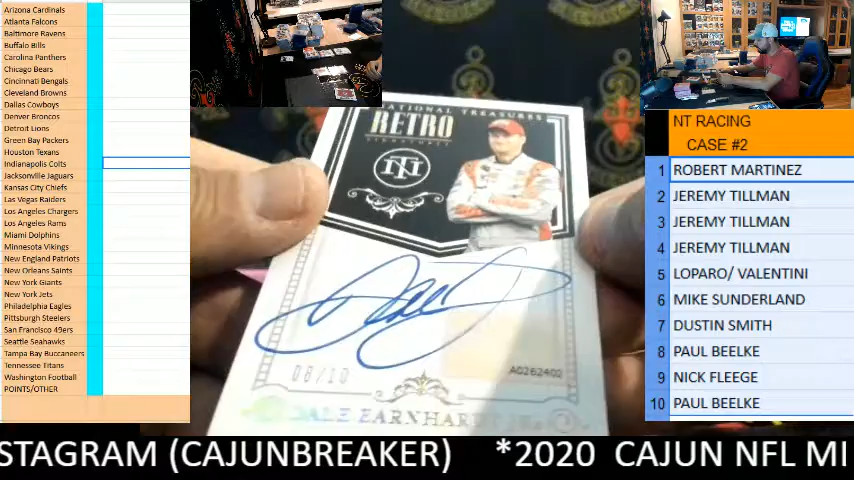 Arizona Cardinals
Atlanta Falcons
Baltimore Ravens
Buffalo Bills
Carolina Panthers
Chicago Bears
Cincinnati Bengals
Cleveland Browns
Dallas Cowboys
Denver Broncos
Detroit Lions
Green Bay Packers
Houston Texans
Indianapolis Colts
Jacksonville Jaguars
Kansas City Chiefs
Las Vegas Raiders
Los Angeles Chargers
Los Angeles Rams
Miami Dolphins
Minnesota Vikings
New England Patriots
New Orleans Saints
New York Giants
New York Jets
Philadelphia Eagles
Pittsburgh Steelers
San Francisco 49ers
Seattle Seahawks
Tampa Bay Buccaneers
Tennessee Titans
Washington Football
POINTS/OTHER
NATIONAL TREASURES
RETRO
SIGNATURES
NT
08/10
A0262402
DALE EARNHARDT JR.
NT RACING
CASE #2
1 ROBERT MARTINEZ
2 JEREMY TILLMAN
3 JEREMY TILLMAN
4 JEREMY TILLMAN
5 LOPARO/ VALENTINI
6 MIKE SUNDERLAND
7 DUSTIN SMITH
8 PAUL BEELKE
9 NICK FLEEGE
10 PAUL BEELKE
STAGRAM (CAJUNBREAKER) *2020 CAJUN NFL MI